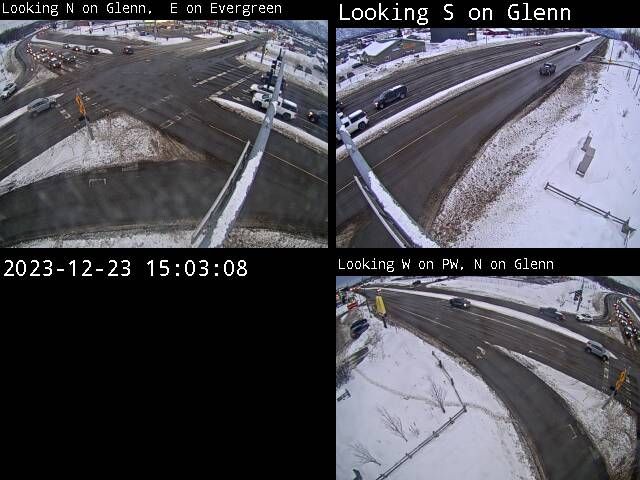 Looking N on Glenn,  E on Evergreen
Looking S on Glenn
2023-12-23 15:03:08
Looking W on PW, N on Glenn